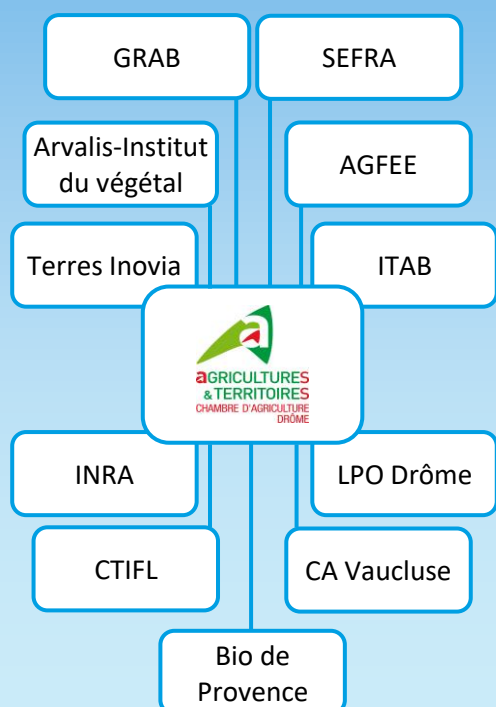 GRAB
SEFRA
Arvalis-Institut
du végétal
AGFEE
Terres Inovia
ITAB
a
aGRICULTURES
& TERRITOIRES
CHAMBRE D'AGRICULTURE
DRÔME
INRA
LPO Drôme
CTIFL
CA Vaucluse
Bio de
Provence